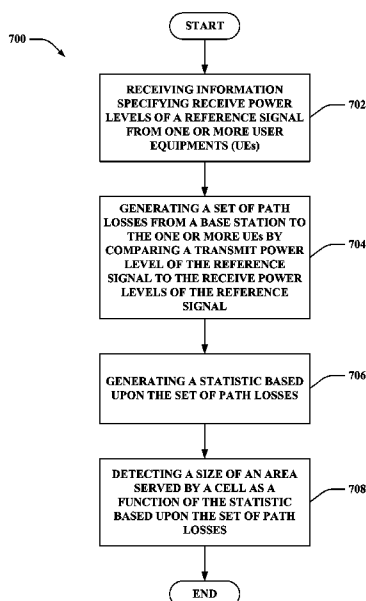 700
START
RECEIVING INFORMATION
SPECIFYING RECEIVE POWER
LEVELS OF A REFERENCE SIGNAL
FROM ONE OR MORE USER
EQUIPMENTS (UEs)
702
GENERATING A SET OF PATH
LOSSES FROM A BASE STATION TO
THE ONE OR MORE UEs BY
COMPARING A TRANSMIT POWER
LEVEL OF THE REFERENCE
SIGNAL TO THE RECEIVE POWER
LEVELS OF THE REFERENCE
SIGNAL
704
GENERATING A STATISTIC BASED
UPON THE SET OF PATH LOSSES
706
DETECTING A SIZE OF AN AREA
SERVED BY A CELL AS A
FUNCTION OF THE STATISTIC
BASED UPON THE SET OF PATH
LOSSES
708
END